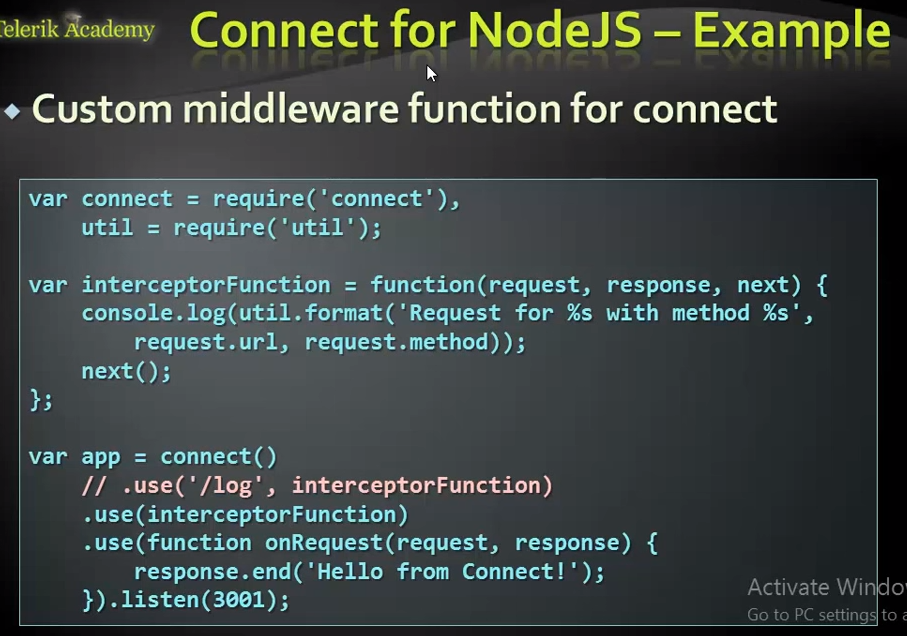 Telerik Academy
Connect for NodeJS – Example
Custom middleware function for connect
var connect = require('connect'),
    util = require('util');
var interceptorFunction = function(request, response, next) {
    console.log(util.format('Request for %s with method %s',
        request.url, request.method));
    next();
};
var app = connect()
    // .use('/log', interceptorFunction)
    .use(interceptorFunction)
    .use(function onRequest(request, response) {
        response.end('Hello from Connect!');
    }).listen(3001);
Activate Windo
Go to PC settings to a